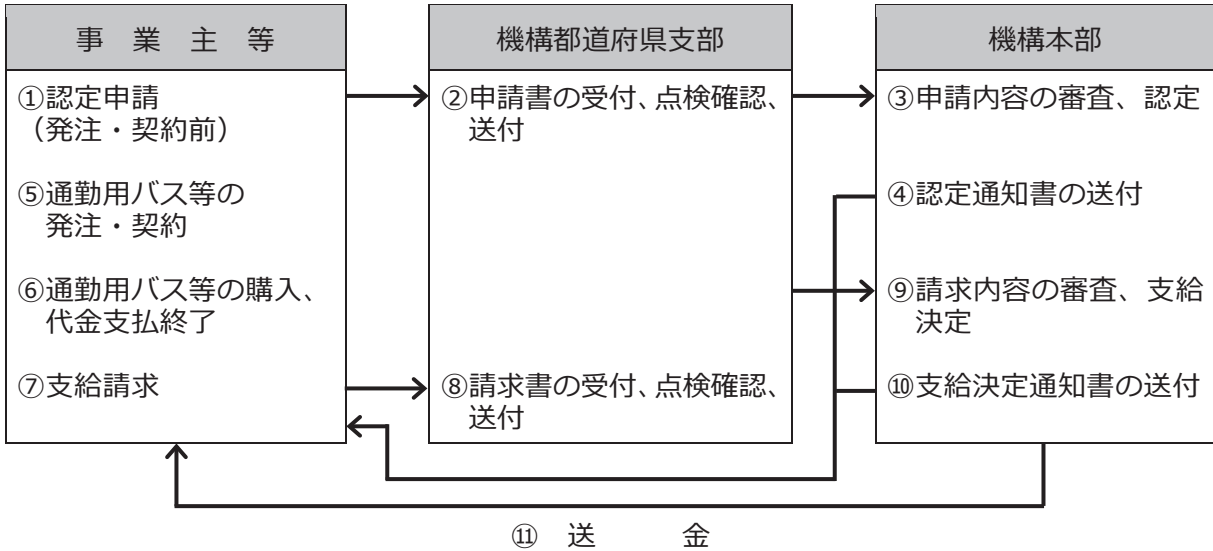 事　業　主　等
①認定申請
（発注・契約前）
⑤通勤用バス等の
発注・契約
⑥通勤用バス等の購入、
代金支払終了
⑦支給請求
機構都道府県支部
②申請書の受付、点検確認、
送付
⑧請求書の受付、点検確認、
送付
機構本部
③申請内容の審査、認定
④認定通知書の送付
⑨請求内容の審査、支給
決定
⑩支給決定通知書の送付
⑪　送　　　金